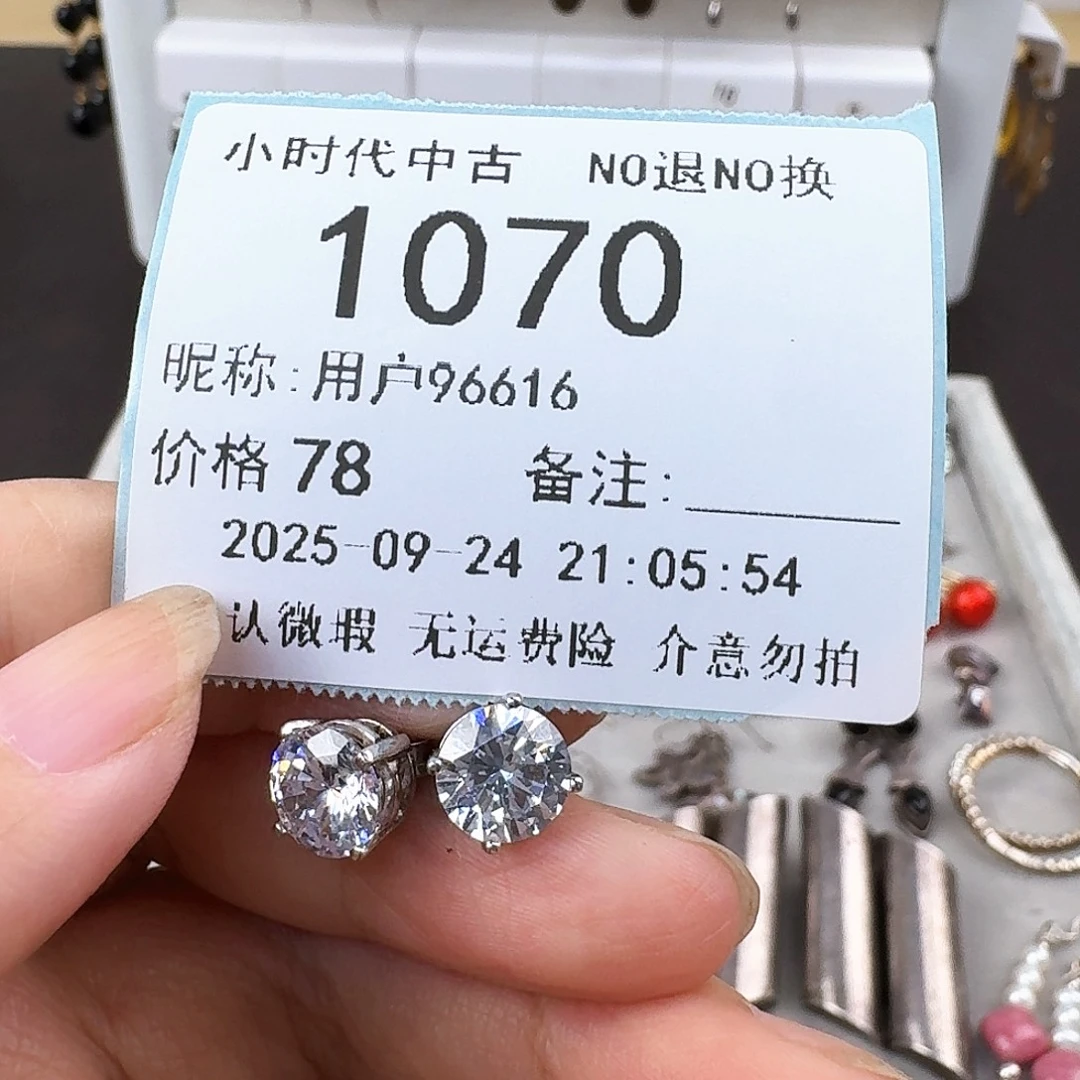 小时代中古 NO退NO换
1070
昵称:用户96616
价格 78 备注:
2025-09-24 21:05:54
认微瑕 无运费险 介意勿拍